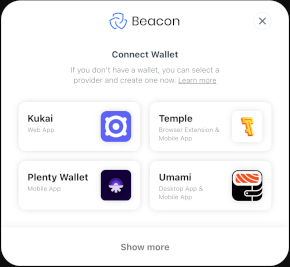 Beacon
Connect Wallet
If you don't have a wallet, you can select a
provider and create one now. Learn more
Kukai
Web App
Temple
Browser Extension &
Mobile App
Plenty Wallet
Mobile App
Umami
Desktop App &
Mobile App
Show more